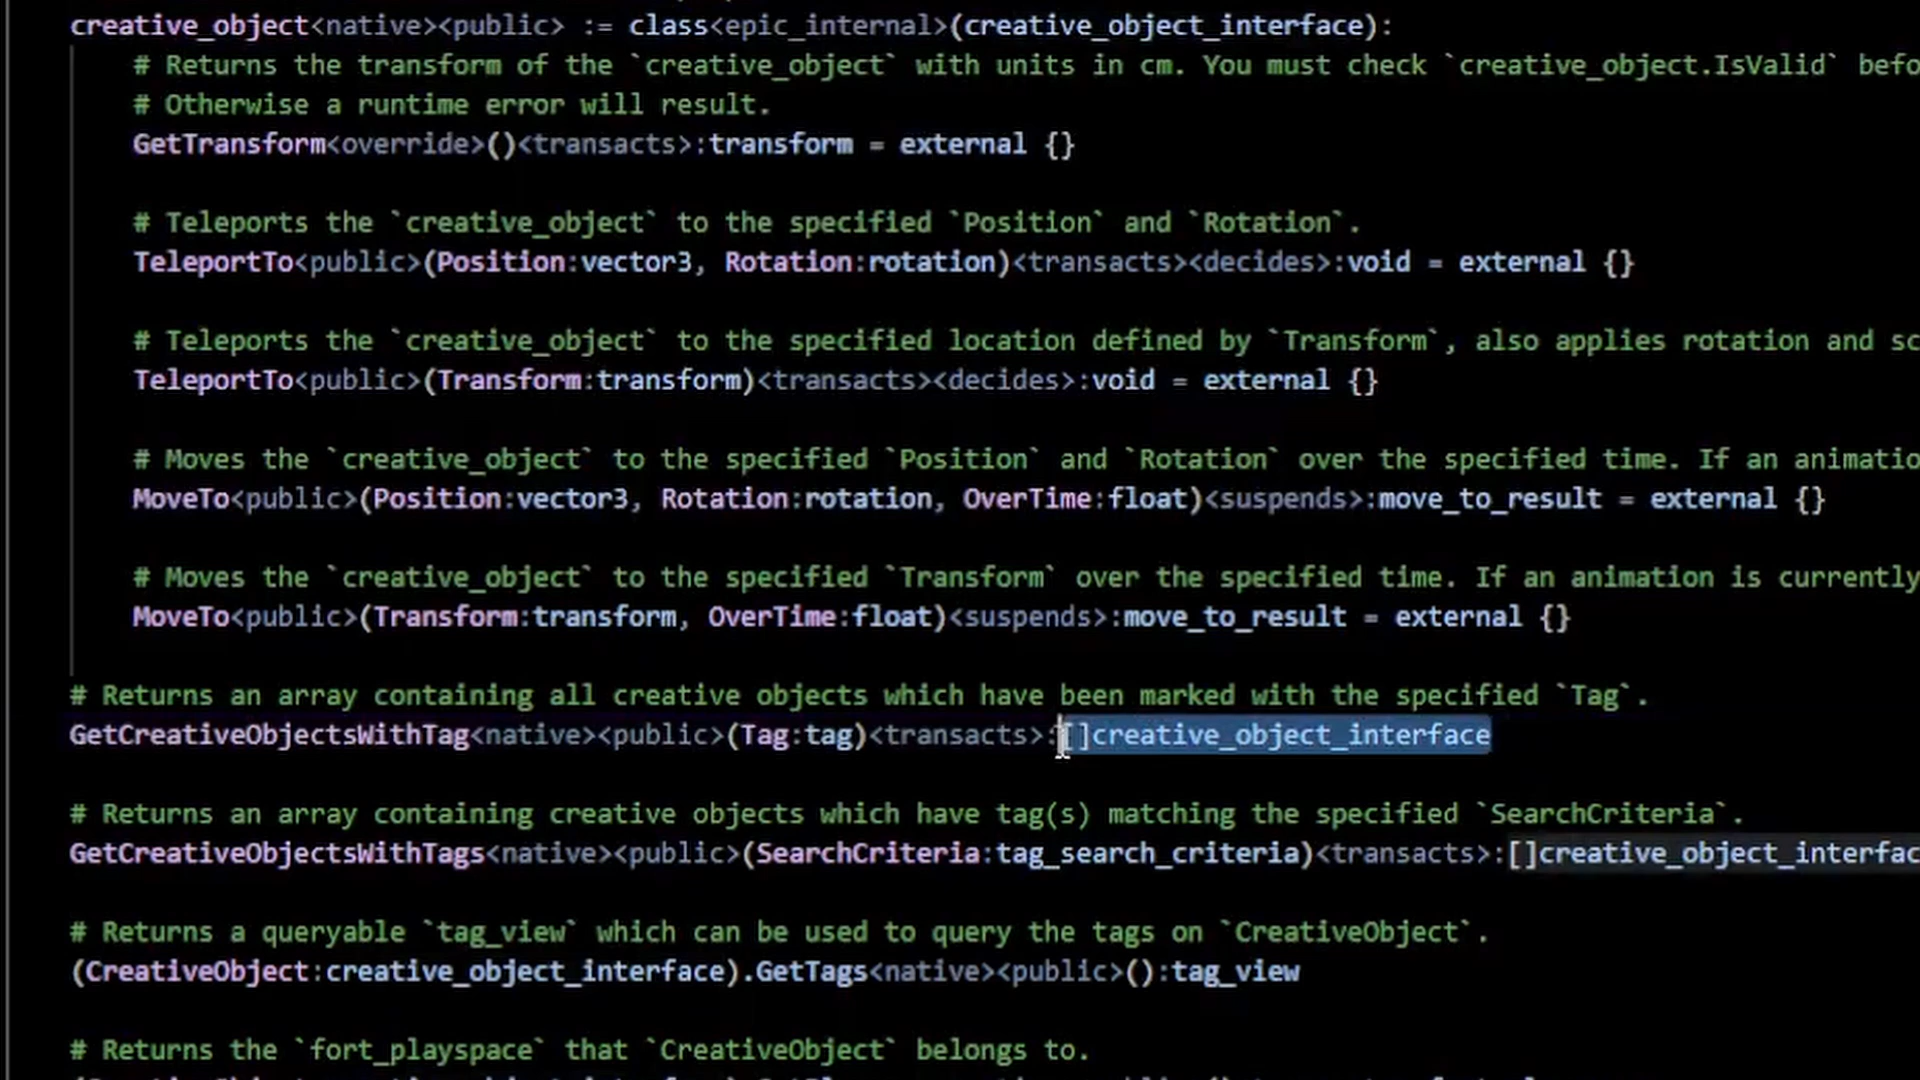 creative_object<native><public> := class<epic_internal>(creative_object_interface):
# Returns the transform of the `creative_object` with units in cm. You must check `creative_object.IsValid` befo
# Otherwise a runtime error will result.
GetTransform<override>()<transacts>:transform = external {}
# Teleports the `creative_object` to the specified `Position` and `Rotation`.
TeleportTo<public>(Position:vector3, Rotation:rotation)<transacts><decides>:void = external {}
# Teleports the `creative_object` to the specified location defined by `Transform`, also applies rotation and sc
TeleportTo<public>(Transform:transform)<transacts><decides>:void = external {}
# Moves the `creative_object` to the specified `Position` and `Rotation` over the specified time. If an animatio
MoveTo<public>(Position:vector3, Rotation:rotation, OverTime:float)<suspends>:move_to_result = external {}
# Moves the `creative_object` to the specified `Transform` over the specified time. If an animation is currently
MoveTo<public>(Transform:transform, OverTime:float)<suspends>:move_to_result = external {}
# Returns an array containing all creative objects which have been marked with the specified `Tag`.
GetCreativeObjectsWithTag<native><public>(Tag:tag)<transacts>:[]creative_object_interface
# Returns an array containing creative objects which have tag(s) matching the specified `SearchCriteria`.
GetCreativeObjectsWithTags<native><public>(SearchCriteria:tag_search_criteria)<transacts>:[]creative_object_interfac
# Returns a queryable `tag_view` which can be used to query the tags on `CreativeObject`.
(CreativeObject:creative_object_interface).GetTags<native><public>():tag_view
# Returns the `fort_playspace` that `CreativeObject` belongs to.